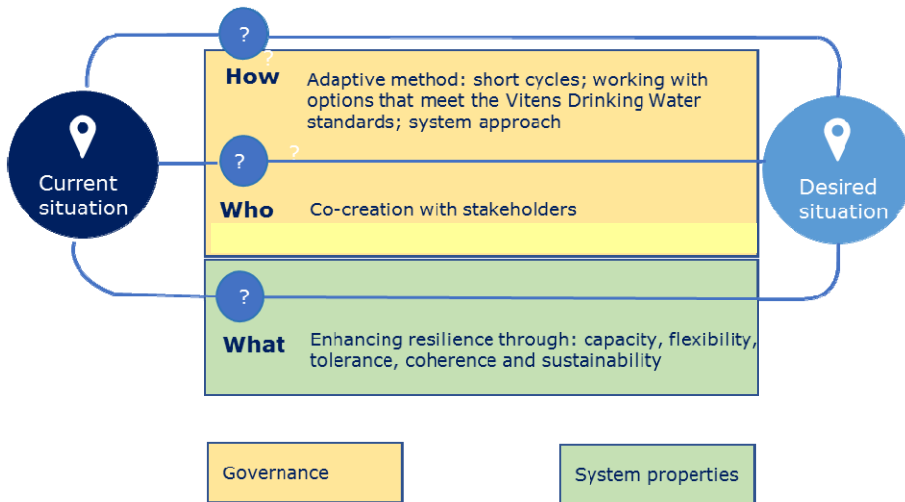 ?
?
How
Adaptive method: short cycles; working with
options that meet the Vitens Drinking Water
standards; system approach
?
?
Current
situation
Desired
situation
Who
Co-creation with stakeholders
?
What
Enhancing resilience through: capacity, flexibility,
tolerance, coherence and sustainability
Governance
System properties